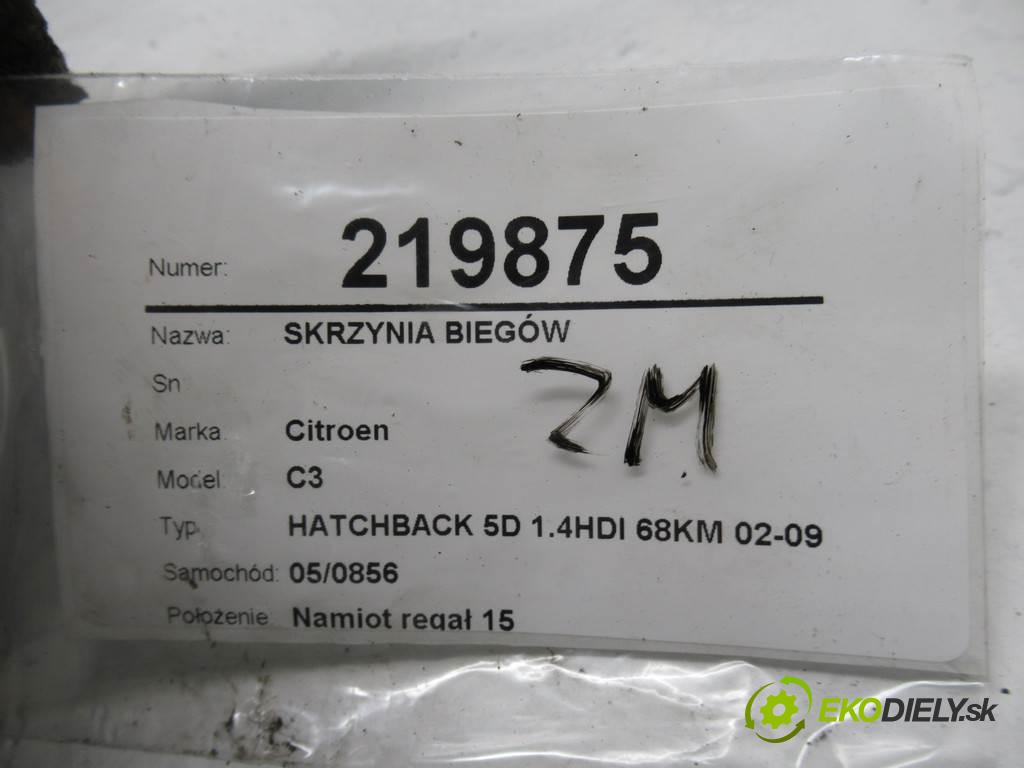 Numer: 219875
Nazwa: SKRZYNIA BIEGÓW
ZM
Sn
Marka Citroen
Model: C3
Typ HATCHBACK 5D 1.4HDI 68KM 02-09
Samochód: 05/0856
Położenie Namiot regał 15
EKODIELY.sk